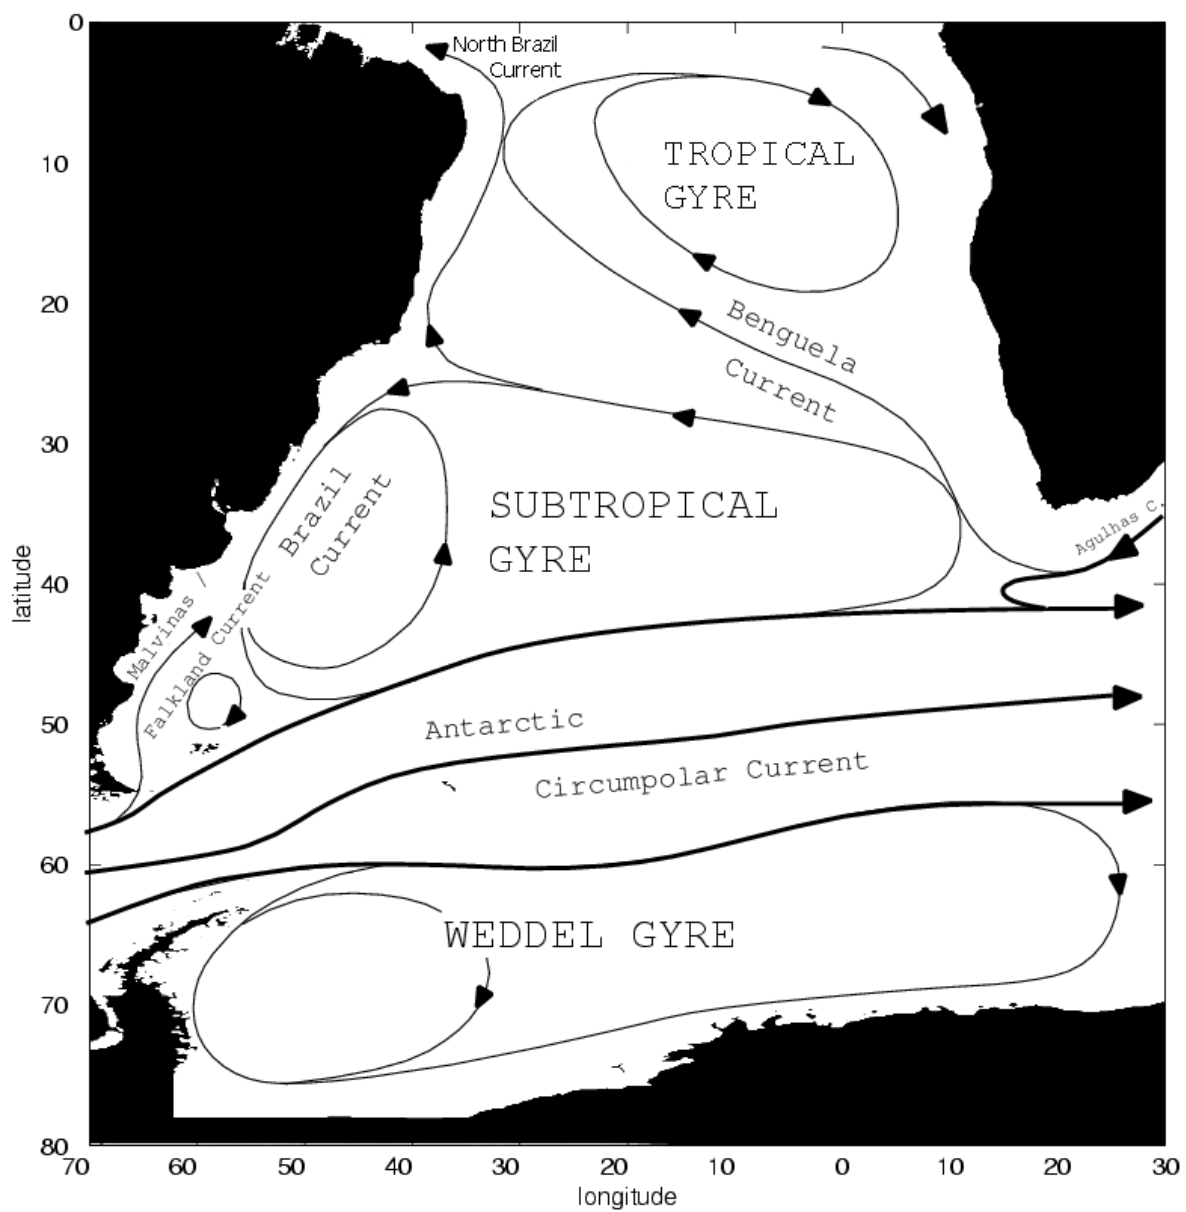 0
10
20
30
40
50
60
70
80
latitude
North Brazil
Current
TROPICAL
GYRE
Benguela
Current
Brazil
Current
SUBTROPICAL
GYRE
Agulhas C.
Malvinas /
Falkland Current
Antarctic
Circumpolar Current
WEDDEL GYRE
70 60 50 40 30 20 10 0 10 20 30
longitude